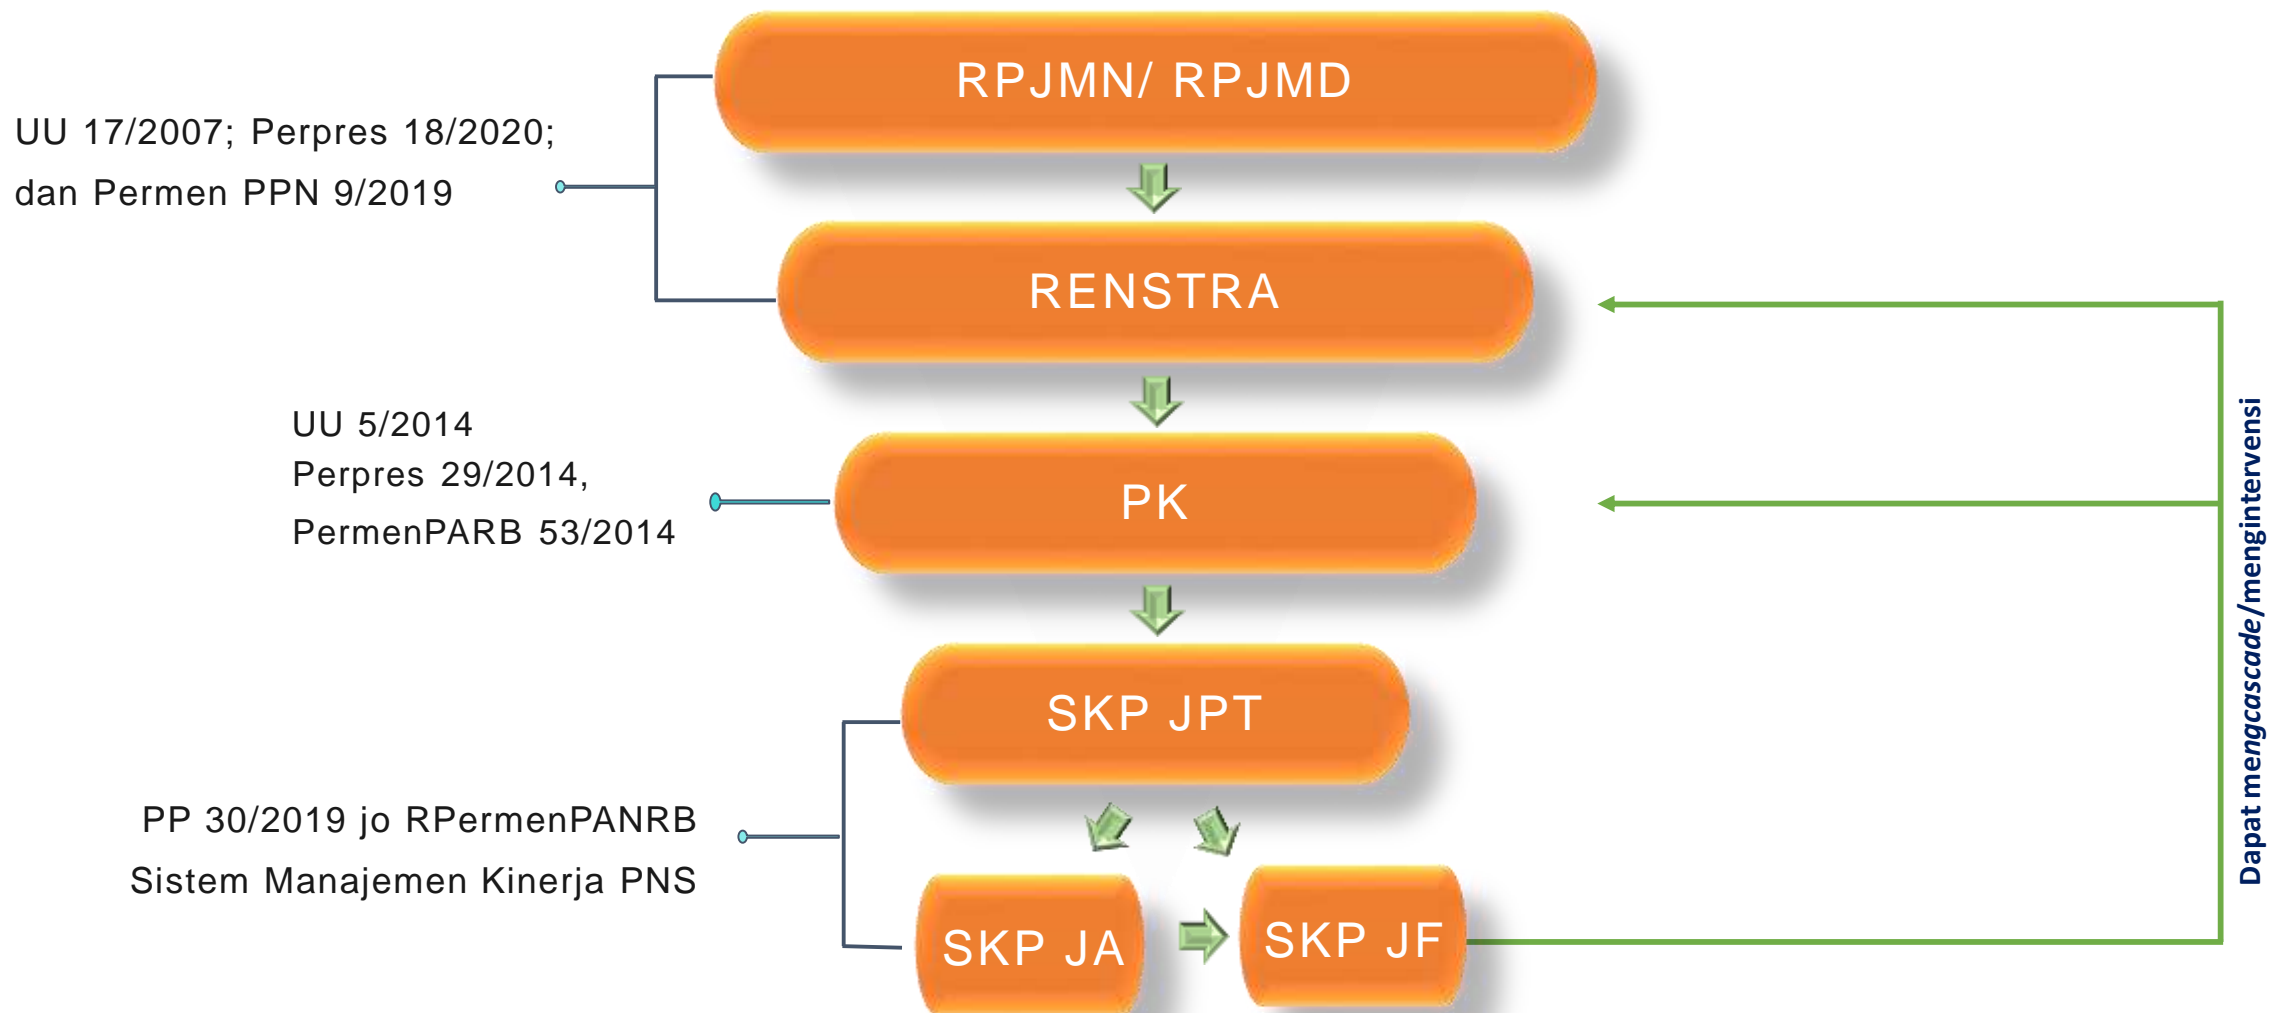 RPJMN/ RPJMD
UU 17/2007; Perpres 18/2020;
dan Permen PPN 9/2019
RENSTRA
UU 5/2014
Perpres 29/2014,
PermenPARB 53/2014
PK
SKP JPT
PP 30/2019 jo RPermenPANRB
Sistem Manajemen Kinerja PNS
SKP JA
SKP JF
Dapat mengcascade/mengintervensi